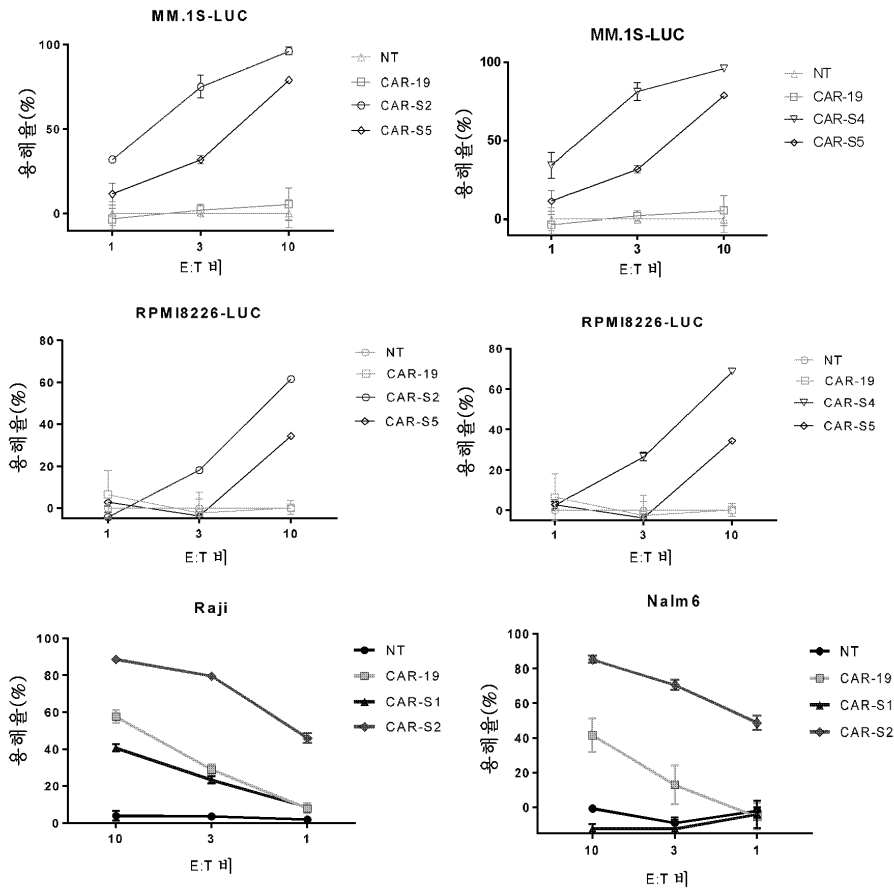 MM.1S-LUC
용해율(%)
100
50
0
1
3
10
E:T 비
NT
CAR-19
CAR-S2
CAR-S5
MM.1S-LUC
용해율(%)
100
50
0
1
3
10
E:T 비
NT
CAR-19
CAR-S4
CAR-S5
RPMI8226-LUC
용해율(%)
80
60
40
20
0
1
3
10
E:T 비
NT
CAR-19
CAR-S2
CAR-S5
RPMI8226-LUC
용해율(%)
80
60
40
20
0
1
3
10
E:T 비
NT
CAR-19
CAR-S4
CAR-S5
Raji
용해율(%)
100
80
60
40
20
0
10
3
1
E:T 비
NT
CAR-19
CAR-S1
CAR-S2
Nalm6
용해율(%)
100
80
60
40
20
0
10
3
1
E:T 비
NT
CAR-19
CAR-S1
CAR-S2